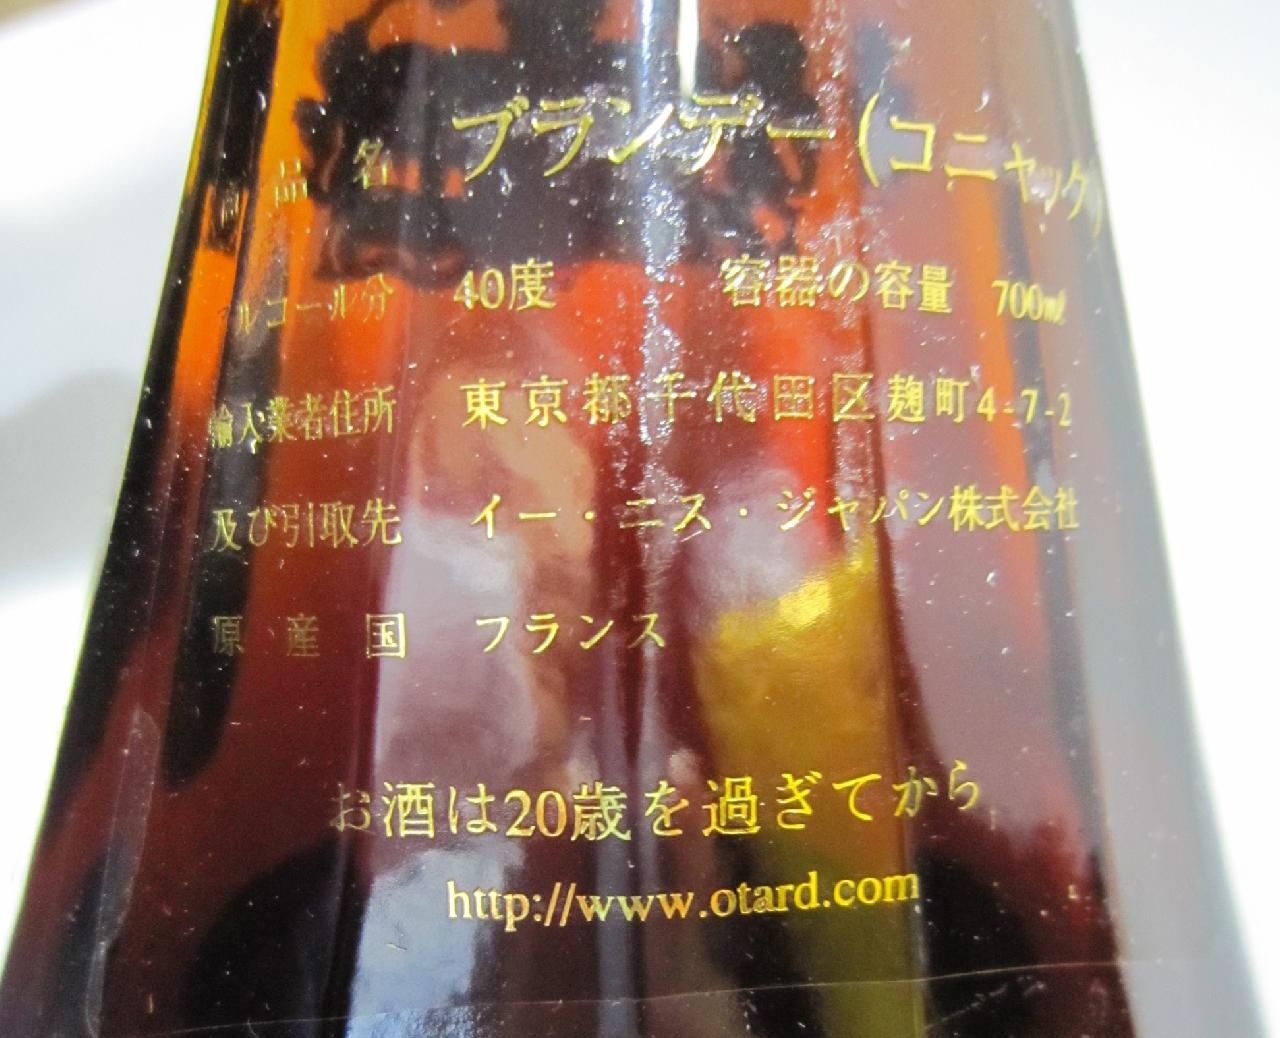 商品名 ブランデー(コニャック)
アルコール分 40度 容器の容量 700ml
輸入業者住所 東京都千代田区麹町4-7-2
及び引取先 イー・ニス・ジャパン株式会社
原産国 フランス
お酒は20歳を過ぎてから
http://www.otard.com